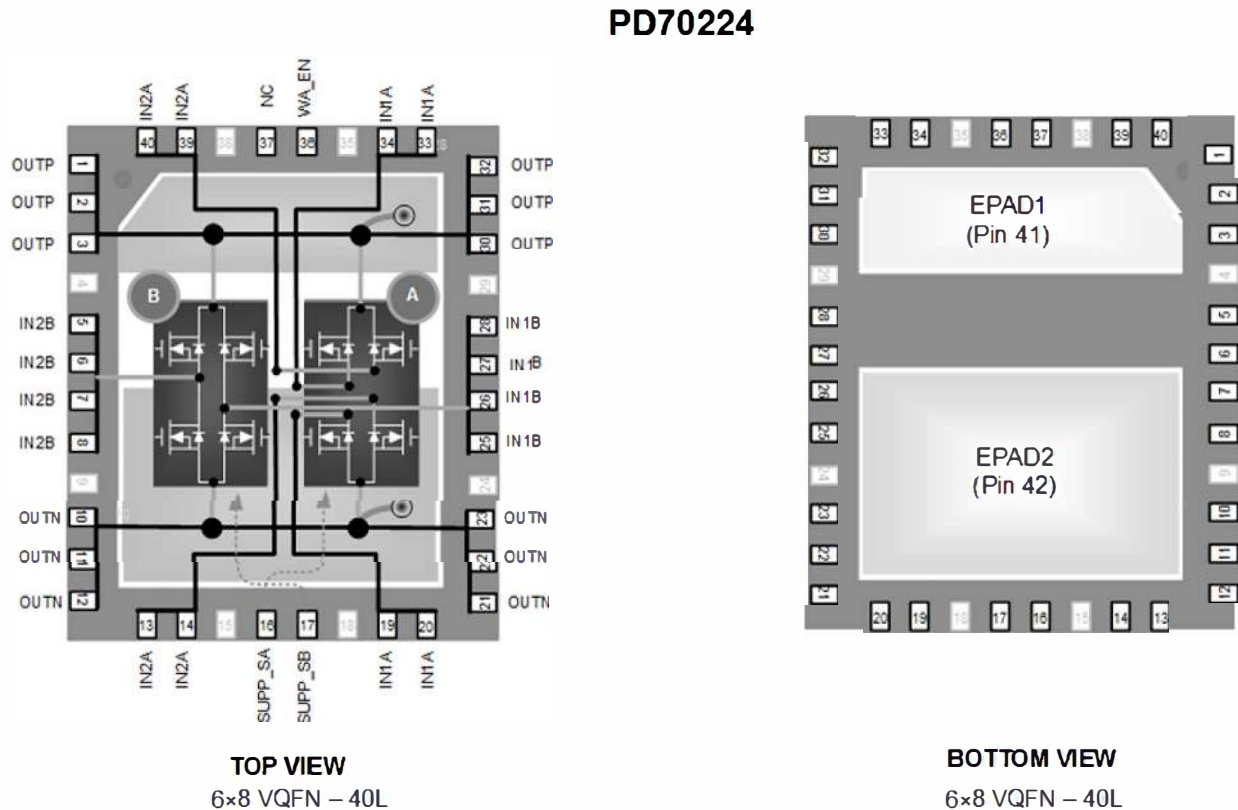 PD70224
IN2A
IN2A
NC
WA_EN
IN1A
IN1A
40
39
38
37
36
35
34
33
OUTP
1
32
OUTP
OUTP
2
31
OUTP
OUTP
3
30
OUTP
4
29
B
A
IN2B
5
28
IN1B
IN2B
6
27
IN1B
IN2B
7
26
IN1B
IN2B
8
25
IN1B
9
24
OUTN
10
23
OUTN
OUTN
11
22
OUTN
OUTN
12
21
OUTN
13
14
15
16
17
18
19
20
IN2A
IN2A
SUPP_SA
SUPP_SB
IN1A
IN1A
TOP VIEW
6×8 VQFN – 40L
33
34
35
36
37
38
39
40
32
1
31
2
30
3
29
4
28
5
27
6
26
7
25
8
24
9
23
10
22
11
21
12
EPAD1
(Pin 41)
EPAD2
(Pin 42)
20
19
18
17
16
15
14
13
BOTTOM VIEW
6×8 VQFN – 40L